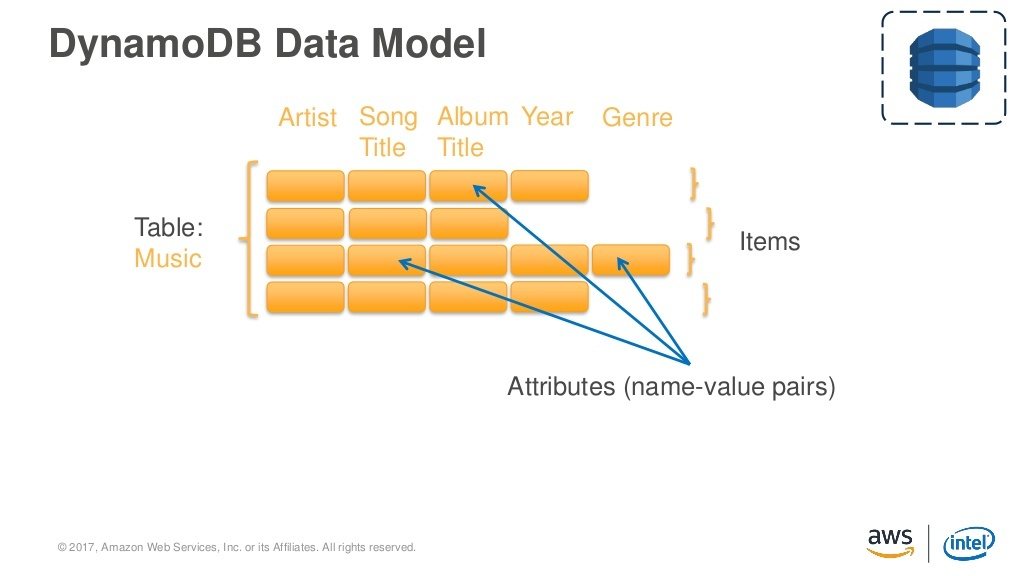 DynamoDB Data Model
Artist
Song
Title
Album
Title
Year
Genre
Table:
Music
Items
Attributes (name-value pairs)
© 2017, Amazon Web Services, Inc. or its Affiliates. All rights reserved.
aws
intel